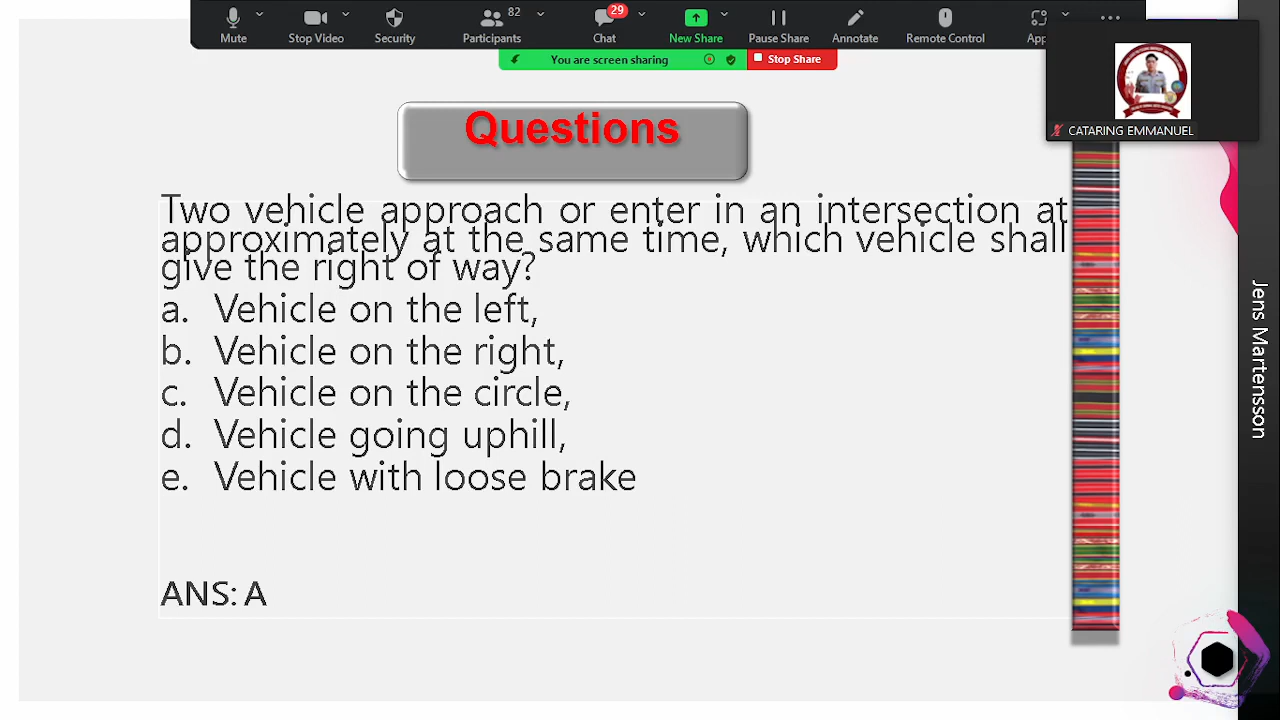 82
29
Mute
Stop Video
Security
Participants
Chat
New Share
Pause Share
Annotate
Remote Control
App
You are screen sharing
Stop Share
CATARING EMMANUEL
Questions
Two vehicle approach or enter in an intersection at
approximately at the same time, which vehicle shall
give the right of way?
a. Vehicle on the left,
b. Vehicle on the right,
c. Vehicle on the circle,
d. Vehicle going uphill,
e. Vehicle with loose brake
ANS: A
Jens Martensson